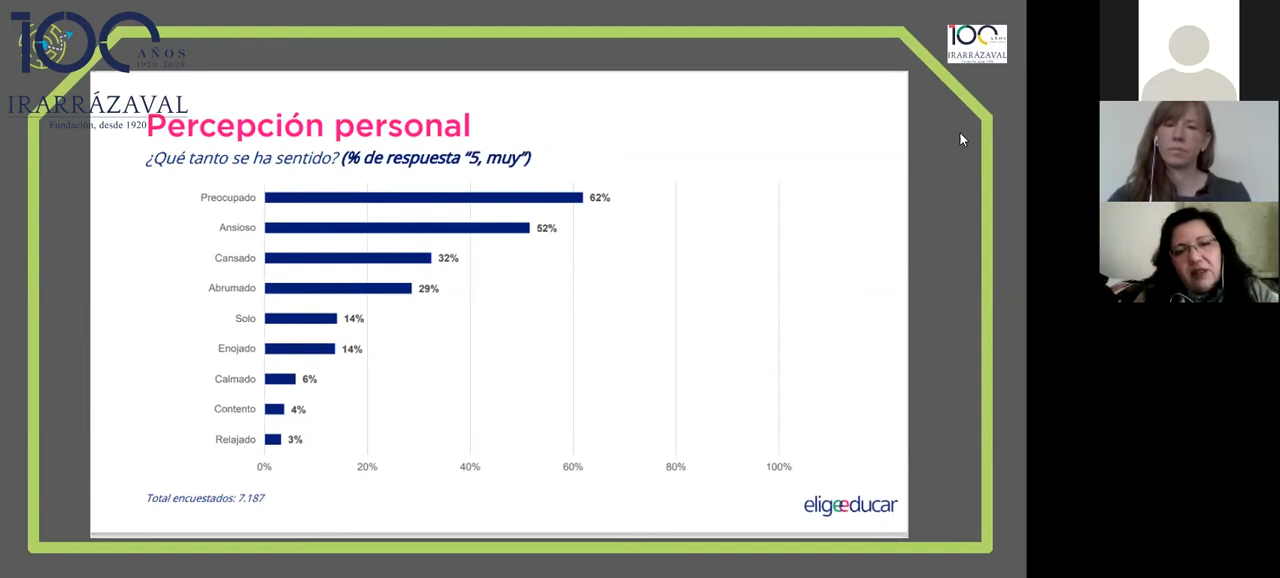 100
AÑOS
1920-2020
IRARRÁZAVAL
Fundación, desde 1920
100
AÑOS
IRARRÁZAVAL
Percepción personal
¿Qué tanto se ha sentido? (% de respuesta “5, muy”)
Preocupado 62%
Ansioso 52%
Cansado 32%
Abrumado 29%
Solo 14%
Enojado 14%
Calmado 6%
Contento 4%
Relajado 3%
0% 20% 40% 60% 80% 100%
Total encuestados: 7.187
eligeeducar